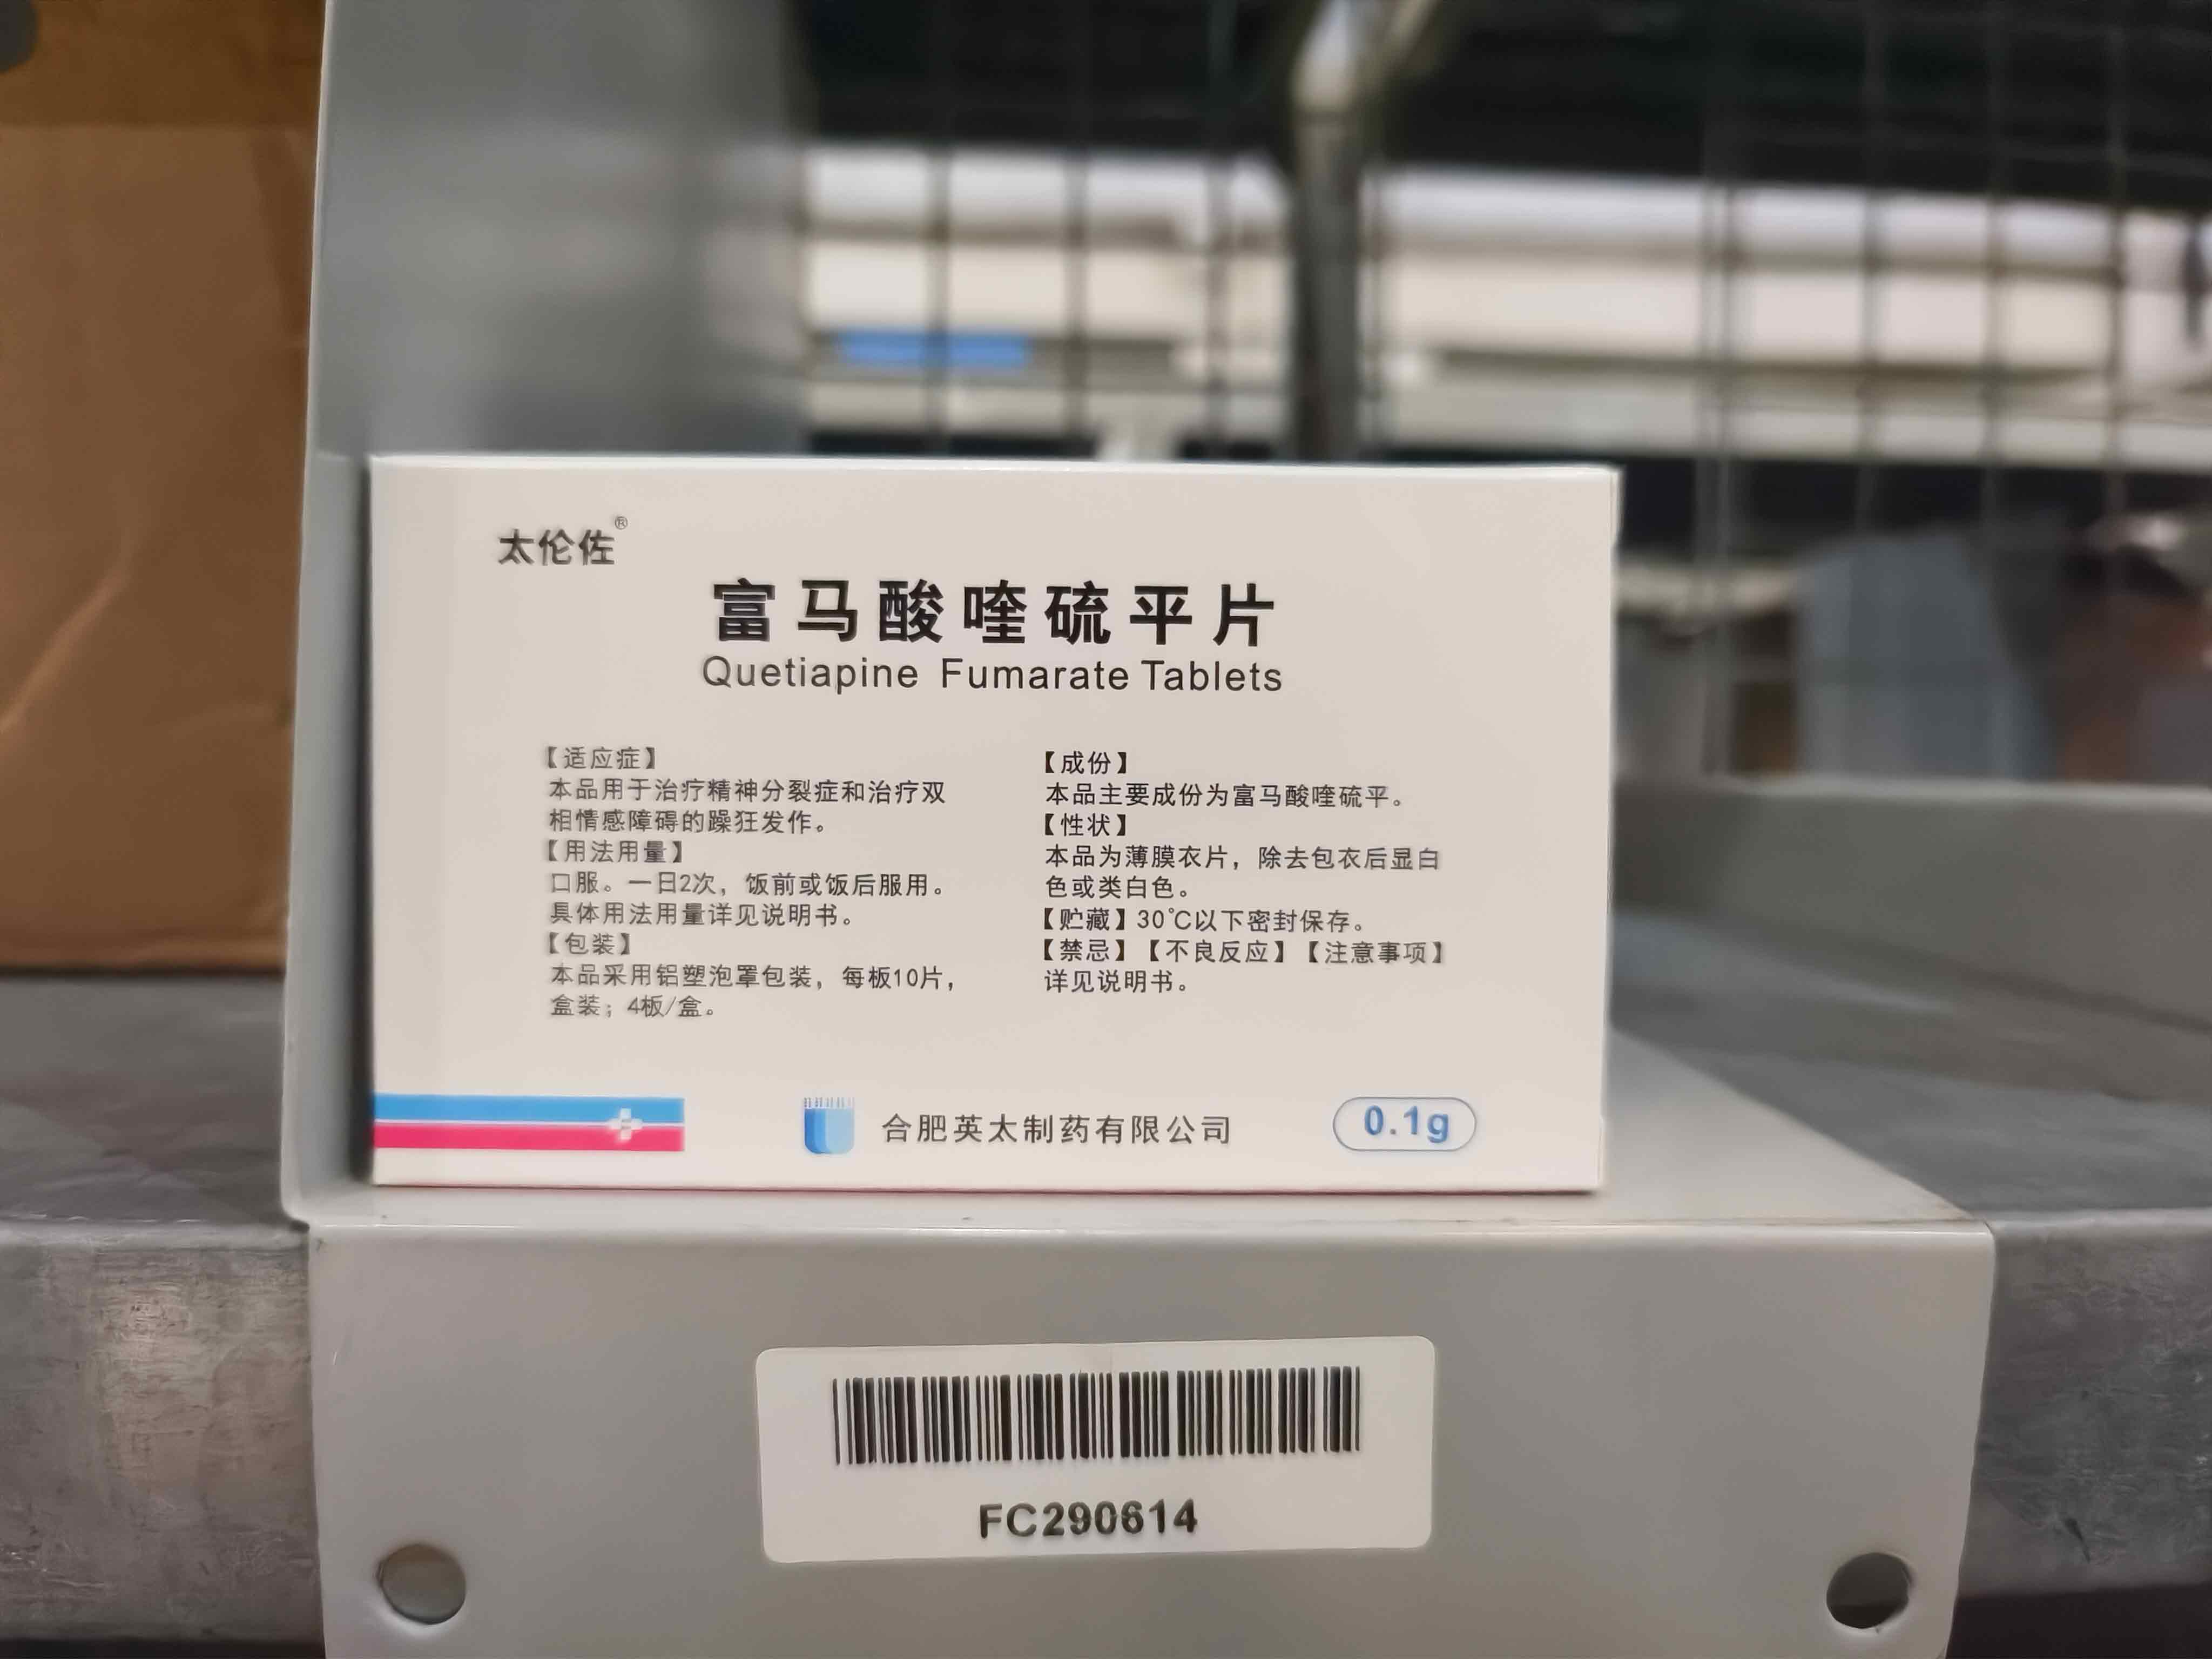 太伦佐®
富马酸喹硫平片
Quetiapine Fumarate Tablets
【适应症】
本品用于治疗精神分裂症和治疗双
相情感障碍的躁狂发作。
【用法用量】
口服。一日2次，饭前或饭后服用。
具体用法用量详见说明书。
【包装】
本品采用铝塑泡罩包装，每板10片，
盒装；4板/盒。
【成份】
本品主要成份为富马酸喹硫平。
【性状】
本品为薄膜衣片，除去包衣后显白
色或类白色。
【贮藏】30℃以下密封保存。
【禁忌】【不良反应】【注意事项】
详见说明书。
合肥英太制药有限公司
0.1g
FC290614